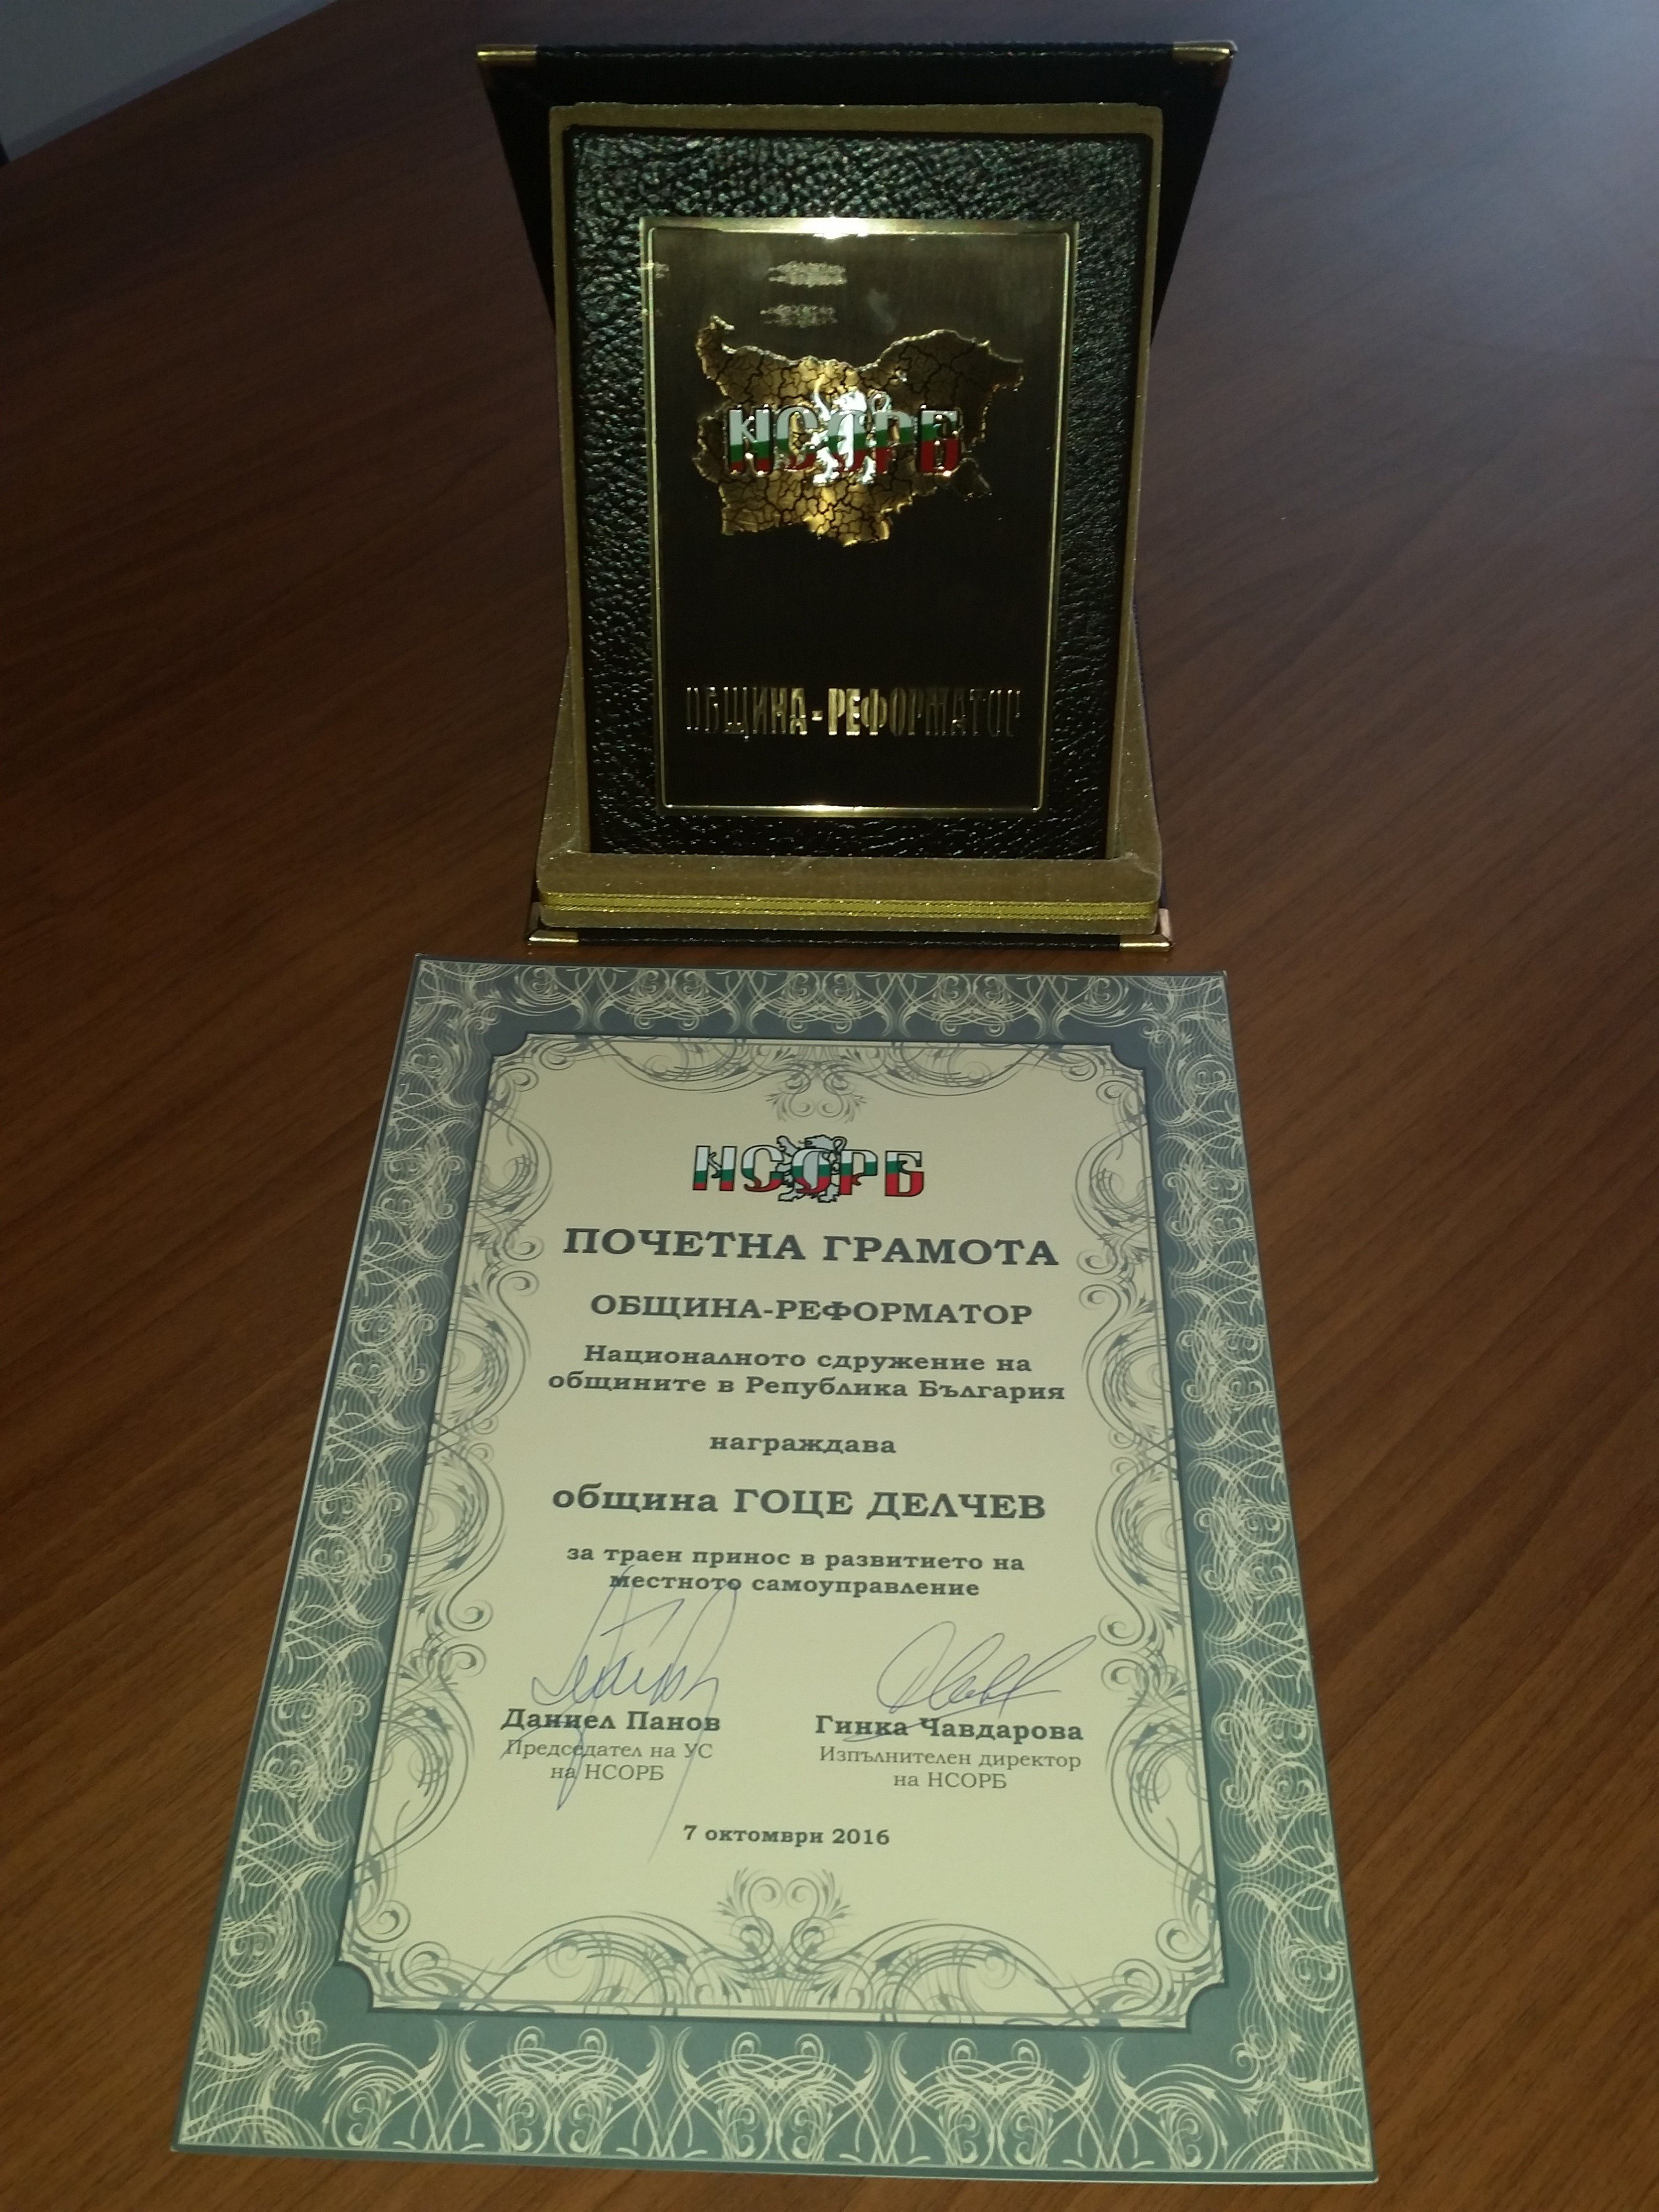 НСОРБ
ОБЩИНА-РЕФОРМАТОР
НСОРБ
ПОЧЕТНА ГРАМОТА
ОБЩИНА-РЕФОРМАТОР
Националното сдружение на
общините в Република България
награждава
община ГОЦЕ ДЕЛЧЕВ
за траен принос в развитието на
местното самоуправление
Даниел Панов
Председател на УС
на НСОРБ
Гинка Чавдарова
Изпълнителен директор
на НСОРБ
7 октомври 2016